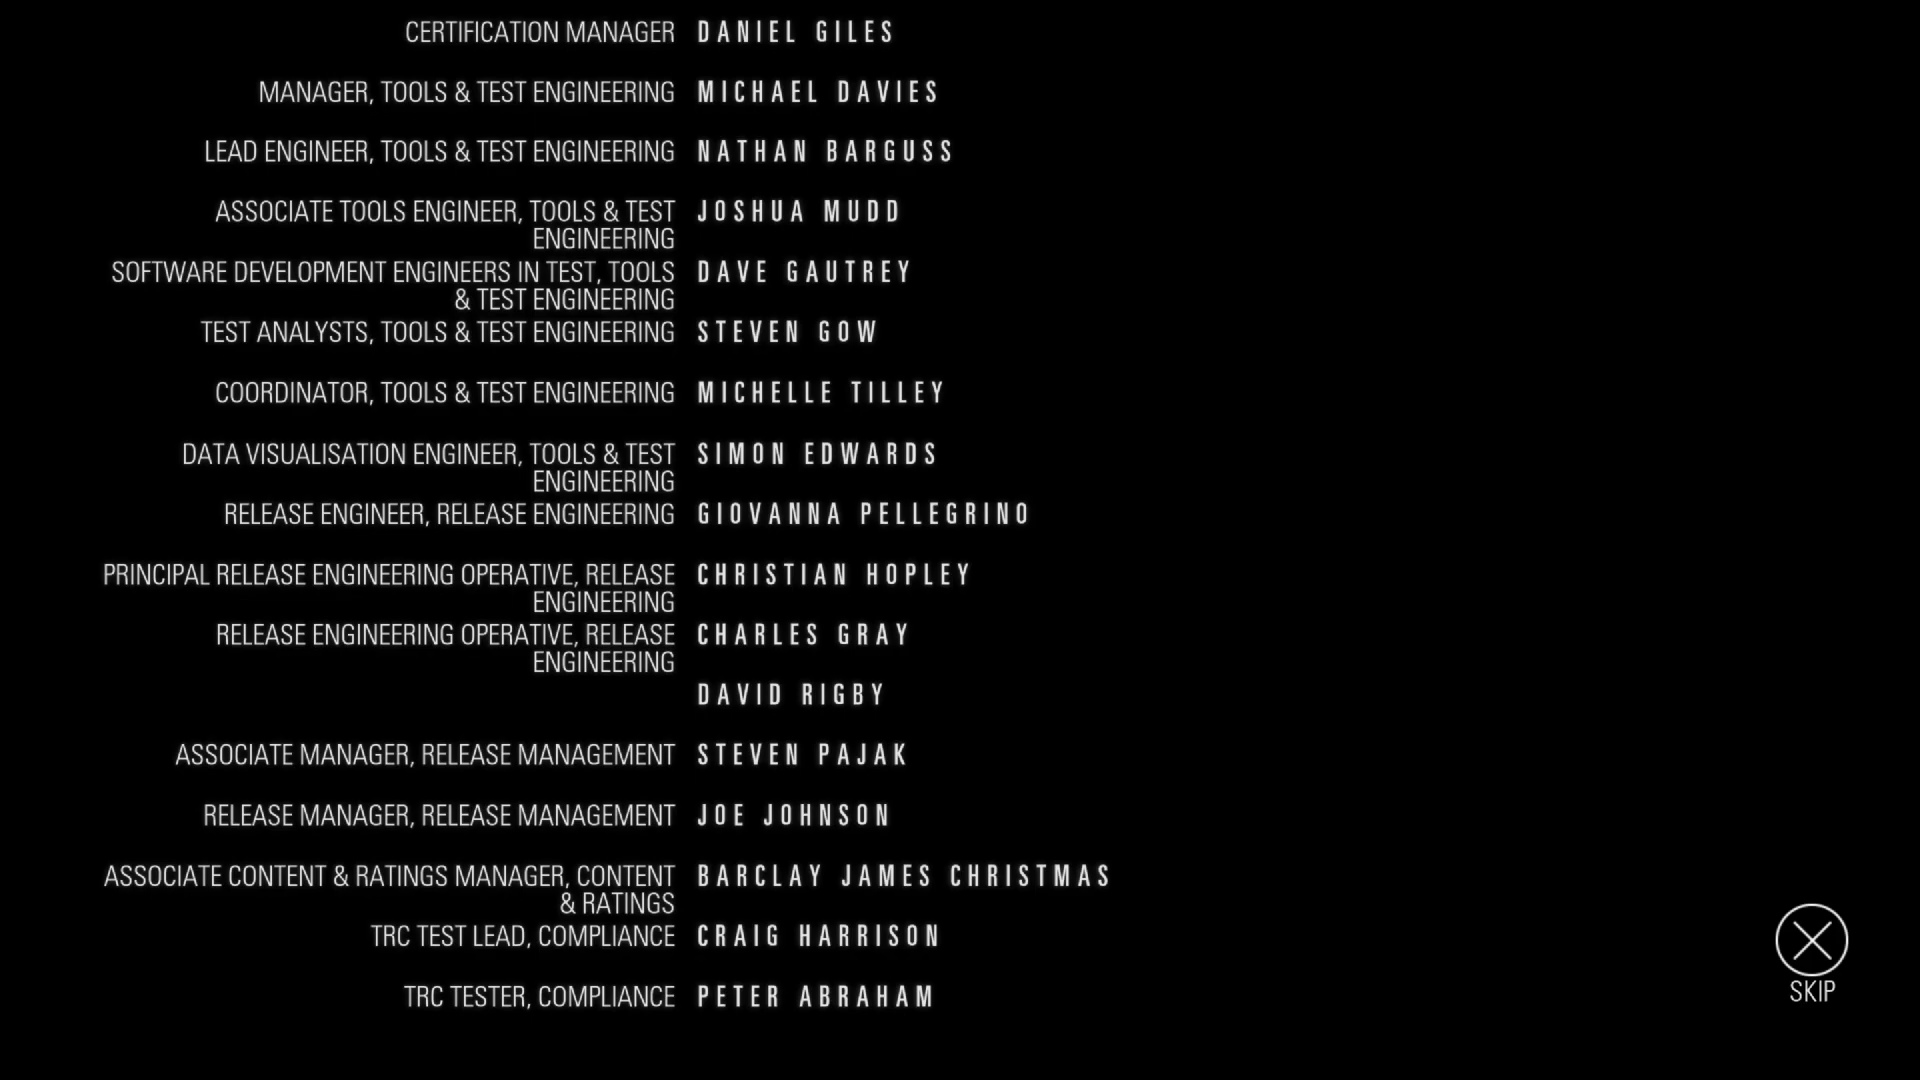 CERTIFICATION MANAGER DANIEL GILES
MANAGER, TOOLS & TEST ENGINEERING MICHAEL DAVIES
LEAD ENGINEER, TOOLS & TEST ENGINEERING NATHAN BARGUSS
ASSOCIATE TOOLS ENGINEER, TOOLS & TEST JOSHUA MUDD
ENGINEERING
SOFTWARE DEVELOPMENT ENGINEERS IN TEST, TOOLS DAVE GAUTREY
& TEST ENGINEERING
TEST ANALYSTS, TOOLS & TEST ENGINEERING STEVEN GOW
COORDINATOR, TOOLS & TEST ENGINEERING MICHELLE TILLEY
DATA VISUALISATION ENGINEER, TOOLS & TEST SIMON EDWARDS
ENGINEERING
RELEASE ENGINEER, RELEASE ENGINEERING GIOVANNA PELLEGRINO
PRINCIPAL RELEASE ENGINEERING OPERATIVE, RELEASE CHRISTIAN HOPLEY
ENGINEERING
RELEASE ENGINEERING OPERATIVE, RELEASE CHARLES GRAY
ENGINEERING
DAVID RIGBY
ASSOCIATE MANAGER, RELEASE MANAGEMENT STEVEN PAJAK
RELEASE MANAGER, RELEASE MANAGEMENT JOE JOHNSON
ASSOCIATE CONTENT & RATINGS MANAGER, CONTENT BARCLAY JAMES CHRISTMAS
& RATINGS
TRC TEST LEAD, COMPLIANCE CRAIG HARRISON
TRC TESTER, COMPLIANCE PETER ABRAHAM
SKIP